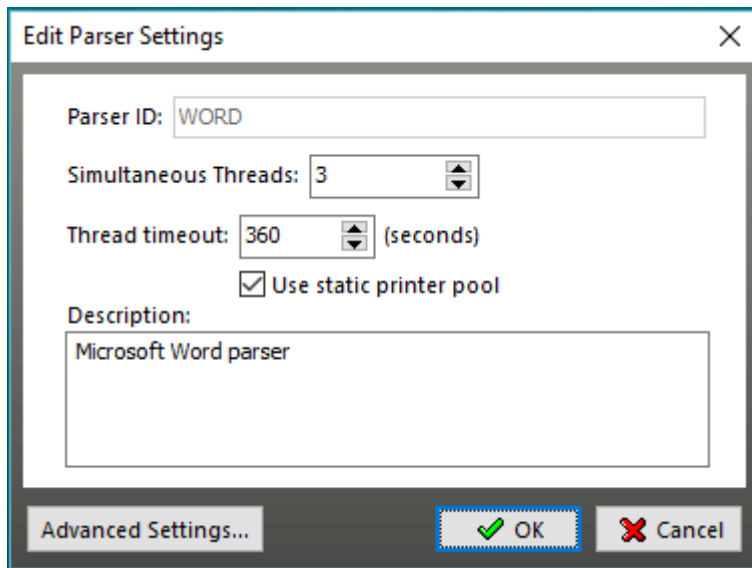 Edit Parser Settings
Parser ID: WORD
Simultaneous Threads: 3
Thread timeout: 360 (seconds)
Use static printer pool
Description:
Microsoft Word parser
Advanced Settings... OK Cancel